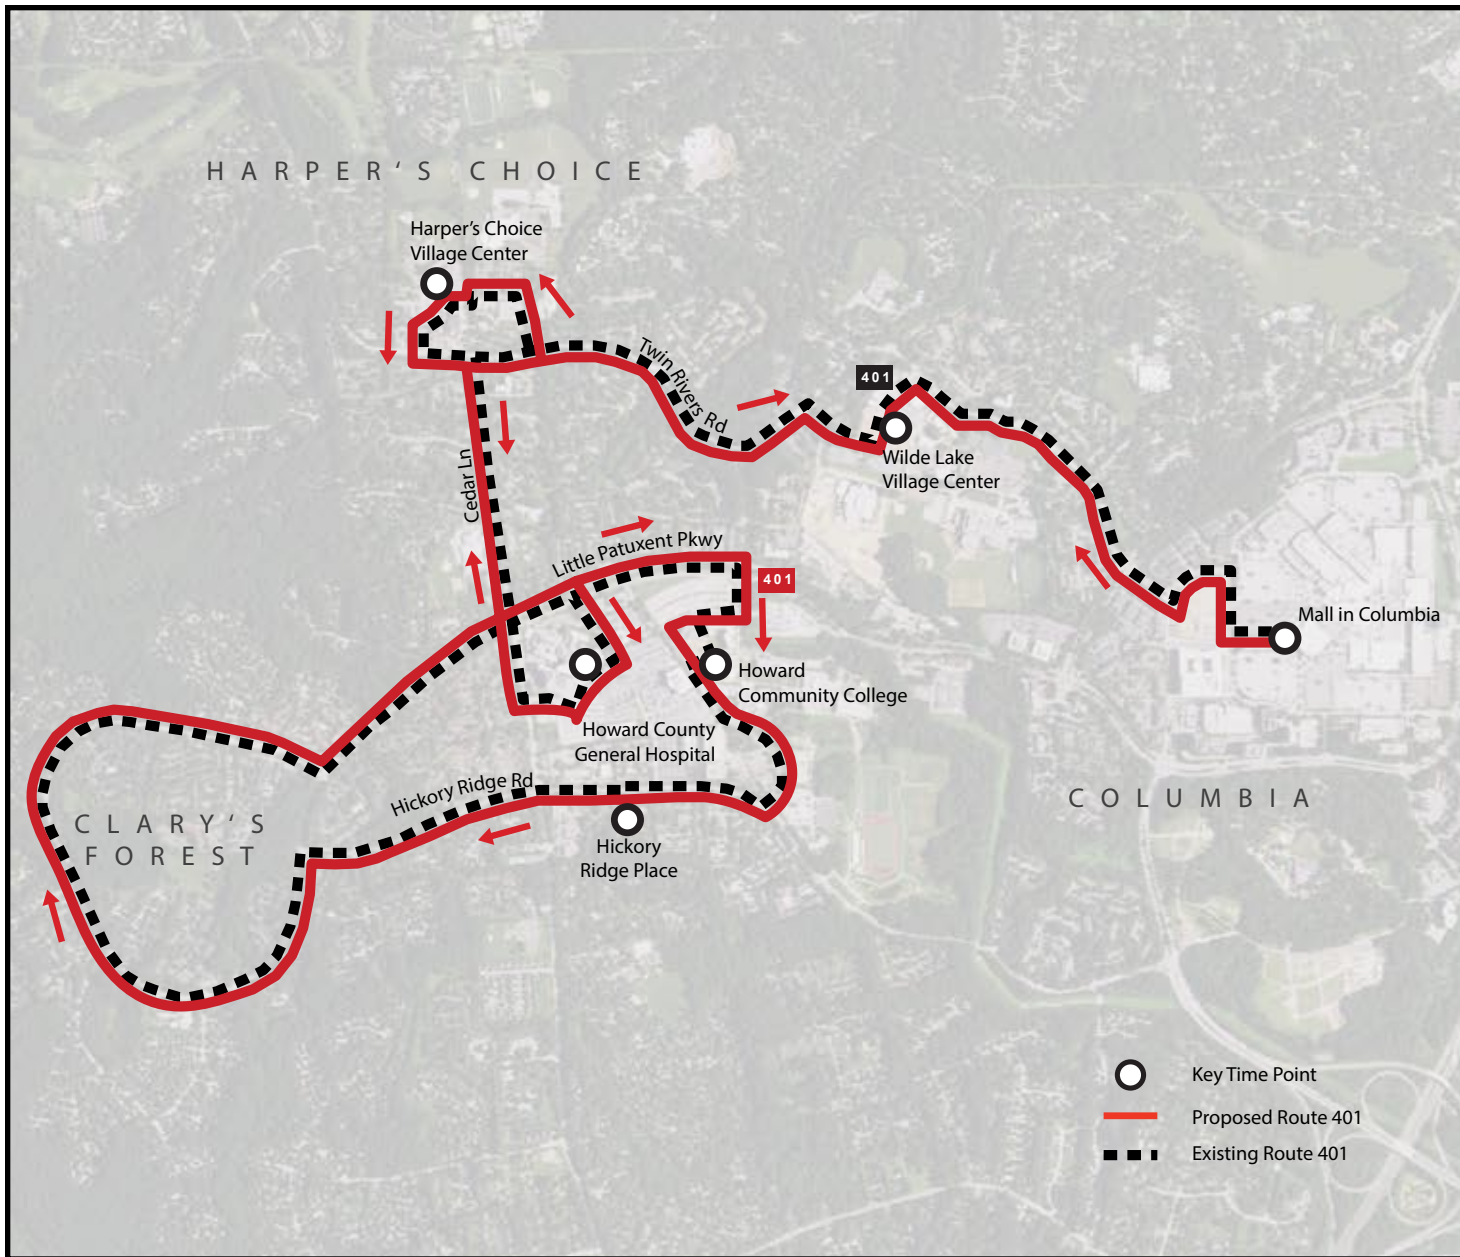 HARPER'S CHOICE
Harper's Choice
Village Center
Twin Rivers Rd
401
Wilde Lake
Village Center
Cedar Ln
Little Patuxent Pkwy
401
Mall in Columbia
Howard
Community College
Howard County
General Hospital
Hickory Ridge Rd
COLUMBIA
CLARY'S
FOREST
Hickory
Ridge Place
Key Time Point
Proposed Route 401
Existing Route 401